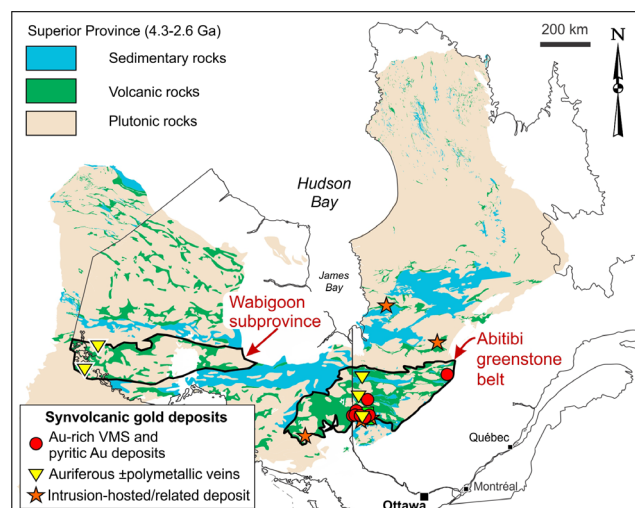 Superior Province (4.3-2.6 Ga)
Sedimentary rocks
Volcanic rocks
Plutonic rocks
200 km
N
Hudson
Bay
James
Bay
Wabigoon
subprovince
Abitibi
greenstone
belt
Synvolcanic gold deposits
Au-rich VMS and
pyritic Au deposits
Auriferous ±polymetallic veins
Intrusion-hosted/related deposit
Québec
Montréal
Ottawa